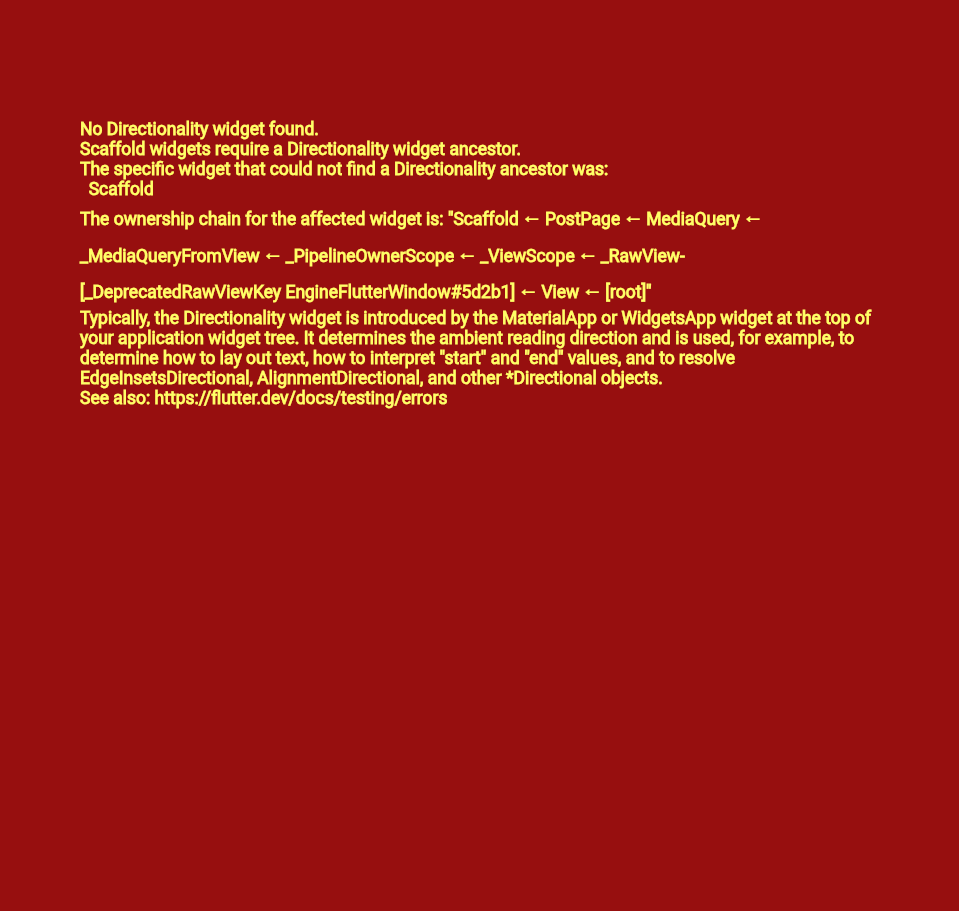 No Directionality widget found.
Scaffold widgets require a Directionality widget ancestor.
The specific widget that could not find a Directionality ancestor was:
Scaffold
The ownership chain for the affected widget is: "Scaffold ← PostPage ← MediaQuery ←
_MediaQueryFromView ← _PipelineOwnerScope ← _ViewScope ← _RawView-
[_DeprecatedRawViewKey EngineFlutterWindow#5d2b1] ← View ← [root]"
Typically, the Directionality widget is introduced by the MaterialApp or WidgetsApp widget at the top of
your application widget tree. It determines the ambient reading direction and is used, for example, to
determine how to lay out text, how to interpret "start" and "end" values, and to resolve
EdgeInsetsDirectional, AlignmentDirectional, and other *Directional objects.
See also: https://flutter.dev/docs/testing/errors